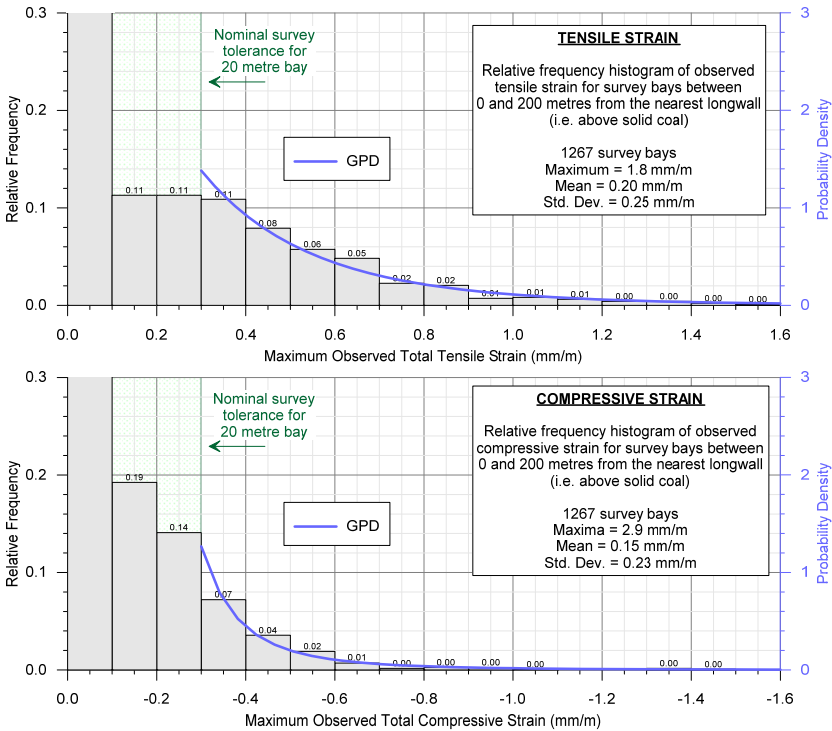 0.3
0.2
0.1
0.0
Relative Frequency
Nominal survey
tolerance for
20 metre bay
GPD
TENSILE STRAIN
Relative frequency histogram of observed
tensile strain for survey bays between
0 and 200 metres from the nearest longwall
(i.e. above solid coal)
1267 survey bays
Maximum = 1.8 mm/m
Mean = 0.20 mm/m
Std. Dev. = 0.25 mm/m
3
2
1
0
Probability Density
0.11 0.11 0.11 0.08 0.06 0.05 0.02 0.02 0.01 0.01 0.01 0.00 0.00 0.00 0.00
0.0 0.2 0.4 0.6 0.8 1.0 1.2 1.4 1.6
Maximum Observed Total Tensile Strain (mm/m)
0.3
0.2
0.1
0.0
Relative Frequency
Nominal survey
tolerance for
20 metre bay
GPD
COMPRESSIVE STRAIN
Relative frequency histogram of observed
compressive strain for survey bays between
0 and 200 metres from the nearest longwall
(i.e. above solid coal)
1267 survey bays
Maxima = 2.9 mm/m
Mean = 0.15 mm/m
Std. Dev. = 0.23 mm/m
3
2
1
0
Probability Density
0.19 0.14 0.07 0.04 0.02 0.01 0.00 0.00 0.00 0.00 0.00 0.00
0.0 -0.2 -0.4 -0.6 -0.8 -1.0 -1.2 -1.4 -1.6
Maximum Observed Total Compressive Strain (mm/m)